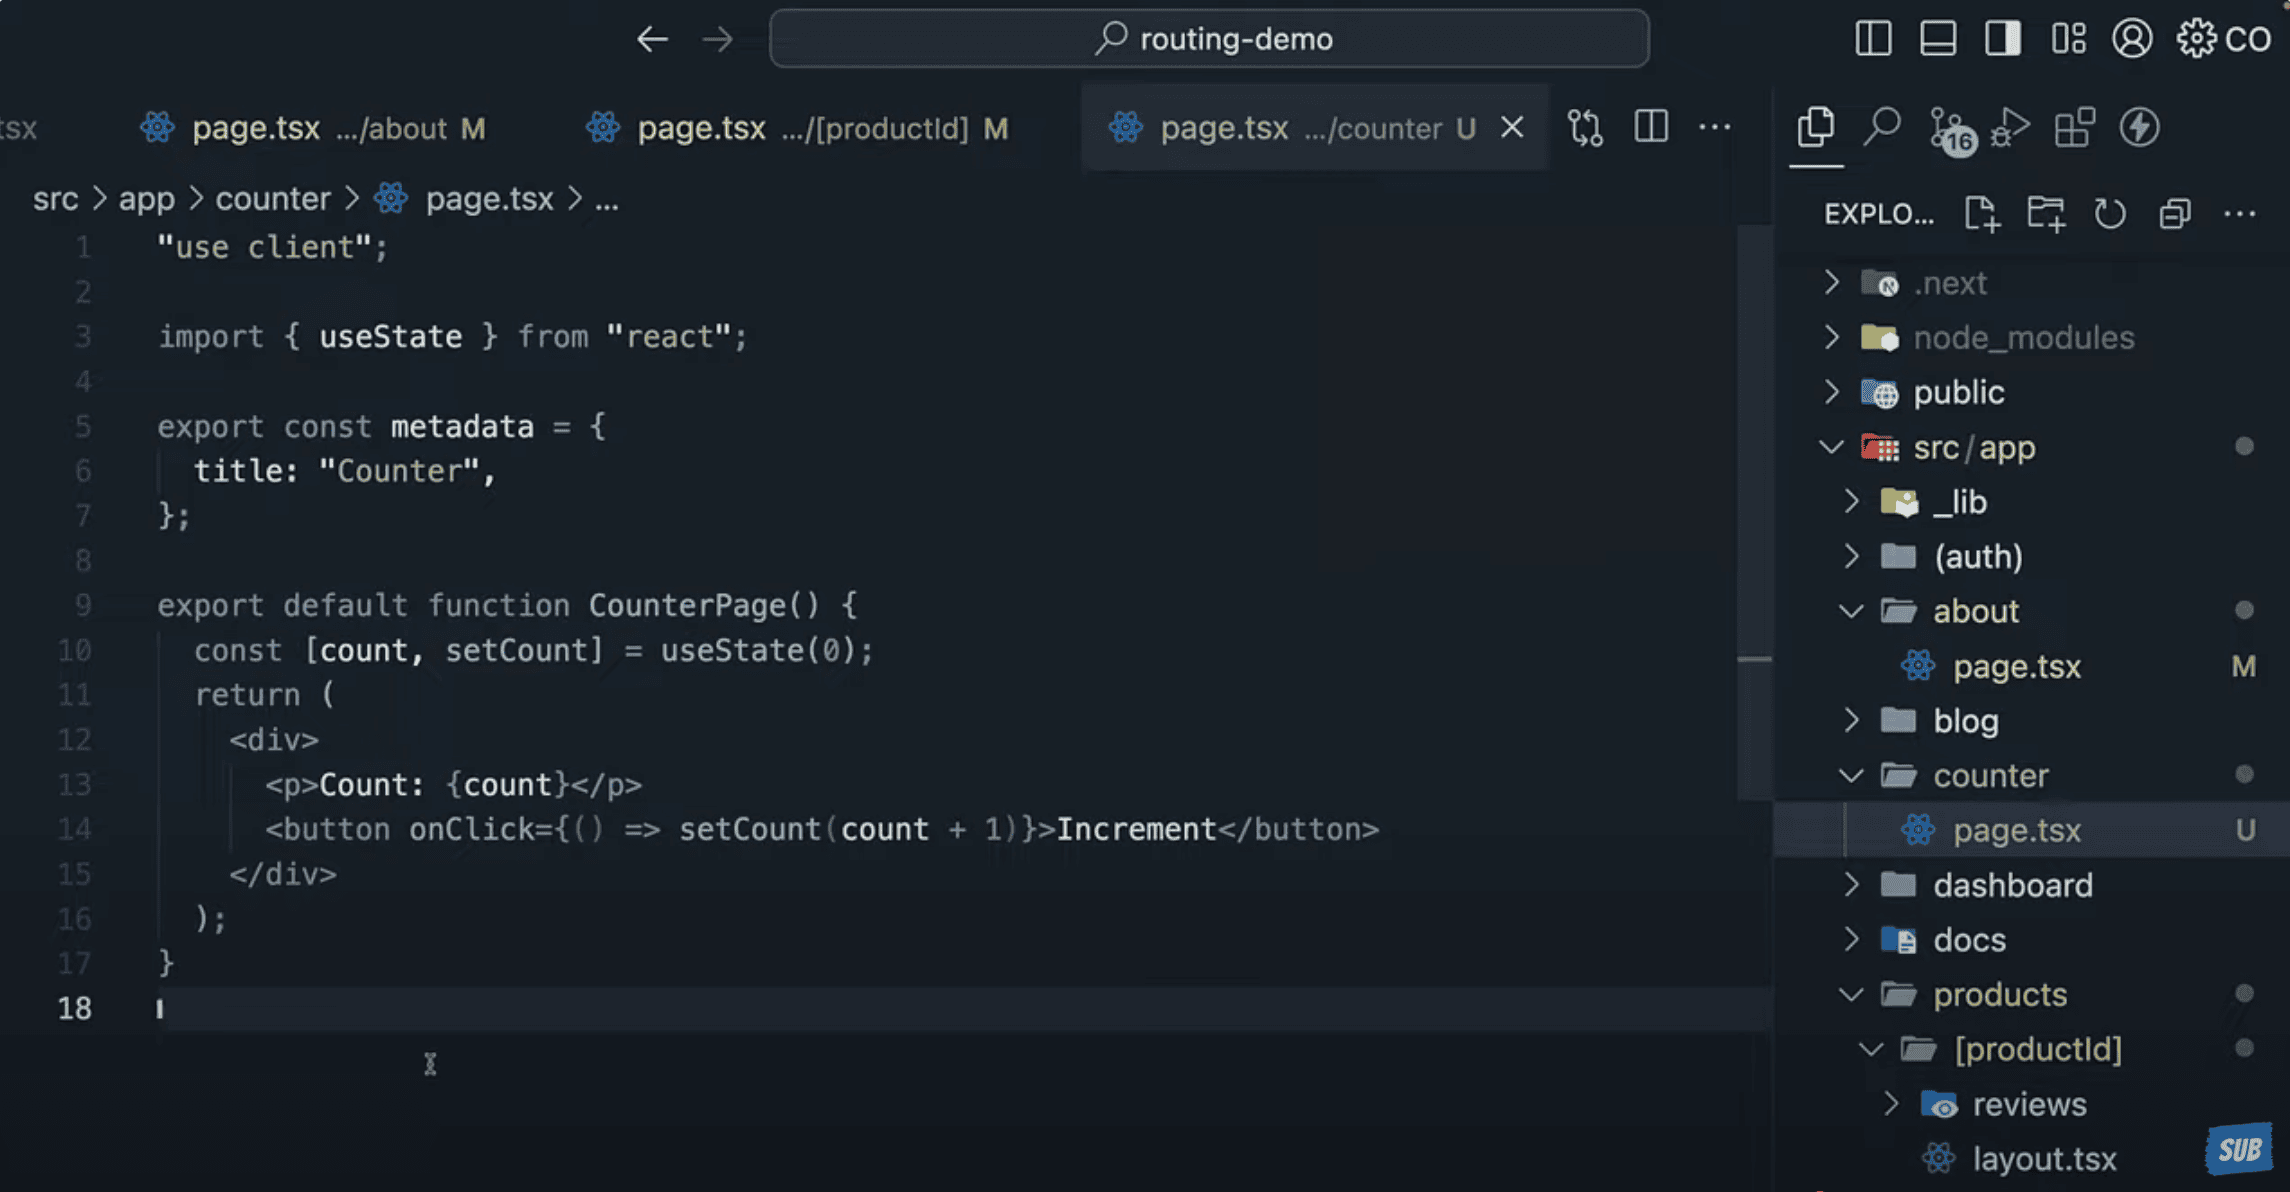 routing-demo
CO
tsx
page.tsx .../about M
page.tsx .../[productId] M
page.tsx .../counter U
16
src > app > counter > page.tsx > ...
EXPLO...
1 "use client";
2
3 import { useState } from "react";
4
5 export const metadata = {
6 title: "Counter",
7 };
8
9 export default function CounterPage() {
10 const [count, setCount] = useState(0);
11 return (
12 <div>
13 <p>Count: {count}</p>
14 <button onClick={() => setCount(count + 1)}>Increment</button>
15 </div>
16 );
17 }
18
.next
node_modules
public
src/app
_lib
(auth)
about
page.tsx M
blog
counter
page.tsx U
dashboard
docs
products
[productId]
reviews
layout.tsx
SUB